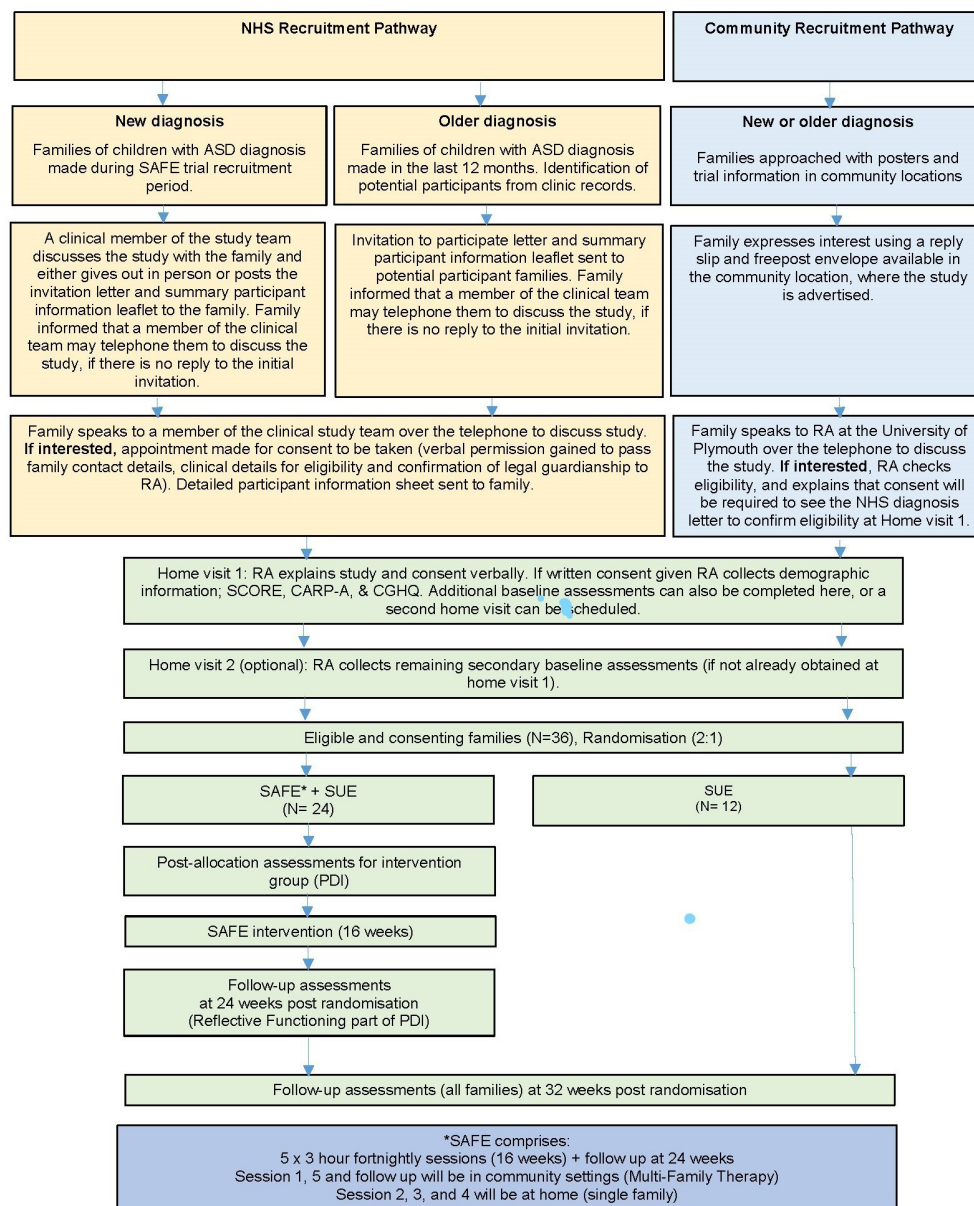 NHS Recruitment Pathway
Community Recruitment Pathway
New diagnosis
Families of children with ASD diagnosis
made during SAFE trial recruitment
period.
Older diagnosis
Families of children with ASD diagnosis
made in the last 12 months. Identification
of potential participants from clinic records.
New or older diagnosis
Families approached with posters and
trial information in community locations
A clinical member of the study team
discusses the study with the family and
either gives out in person or posts the
invitation letter and summary participant
information leaflet to the family. Family
informed that a member of the clinical
team may telephone them to discuss the
study, if there is no reply to the initial
invitation.
Invitation to participate letter and summary
participant information leaflet sent to
potential participant families. Family
informed that a member of the clinical team
may telephone them to discuss the study, if
there is no reply to the initial invitation.
Family expresses interest using a reply
slip and freepost envelope available in
the community location, where the study
is advertised.
Family speaks to a member of the clinical study team over the telephone to discuss study.
If interested, appointment made for consent to be taken (verbal permission gained to pass
family contact details, clinical details for eligibility and confirmation of legal guardianship to
RA). Detailed participant information sheet sent to family.
Family speaks to RA at the University of
Plymouth over the telephone to discuss
the study. If interested, RA checks
eligibility, and explains that consent will
be required to see the NHS diagnosis
letter to confirm eligibility at Home visit 1.
Home visit 1: RA explains study and consent verbally. If written consent given RA collects demographic
information; SCORE, CARP-A, & CGHQ. Additional baseline assessments can also be completed here, or a
second home visit can be scheduled.
Home visit 2 (optional): RA collects remaining secondary baseline assessments (if not already obtained at
home visit 1).
Eligible and consenting families (N=36), Randomisation (2:1)
SAFE* + SUE
(N= 24)
SUE
(N= 12)
Post-allocation assessments for intervention
group (PDI)
SAFE intervention (16 weeks)
Follow-up assessments
at 24 weeks post randomisation
(Reflective Functioning part of PDI)
Follow-up assessments (all families) at 32 weeks post randomisation
*SAFE comprises:
5 x 3 hour fortnightly sessions (16 weeks) + follow up at 24 weeks
Session 1, 5 and follow up will be in community settings (Multi-Family Therapy)
Session 2, 3, and 4 will be at home (single family)